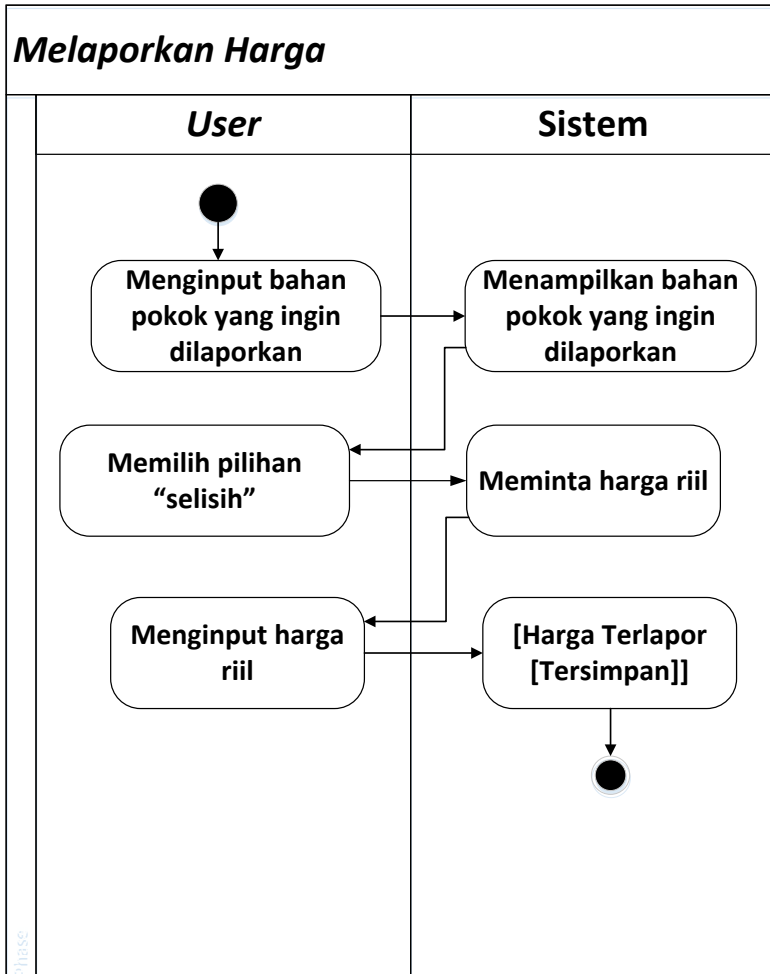 Melaporkan Harga
User
Sistem
Menginput bahan
pokok yang ingin
dilaporkan
Menampilkan bahan
pokok yang ingin
dilaporkan
Memilih pilihan
“selisih”
Meminta harga riil
Menginput harga
riil
[Harga Terlapor
[Tersimpan]]
Phase